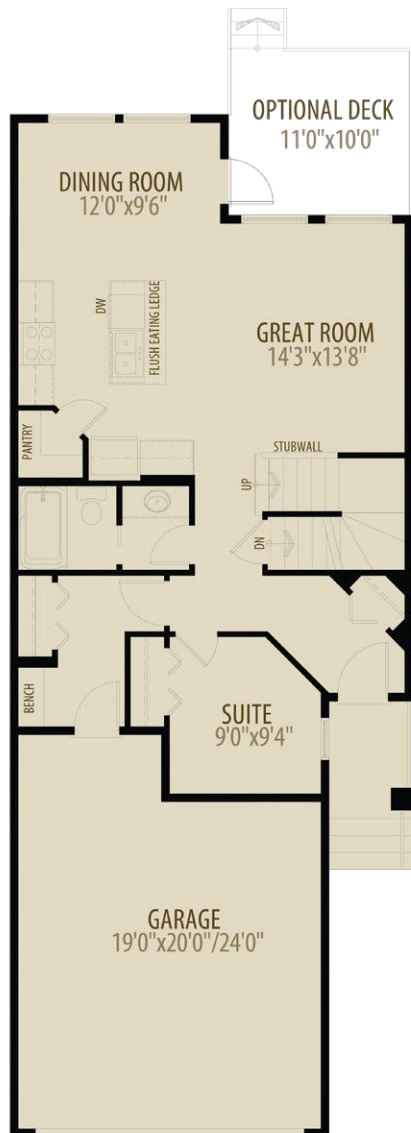 OPTIONAL DECK
11'0"x10'0"
DINING ROOM
12'0"x9'6"
DW
FLUSH EATING LEDGE
GREAT ROOM
14'3"x13'8"
PANTRY
STUBWALL
UP
DN
BENCH
SUITE
9'0"x9'4"
GARAGE
19'0"x20'0"/24'0"